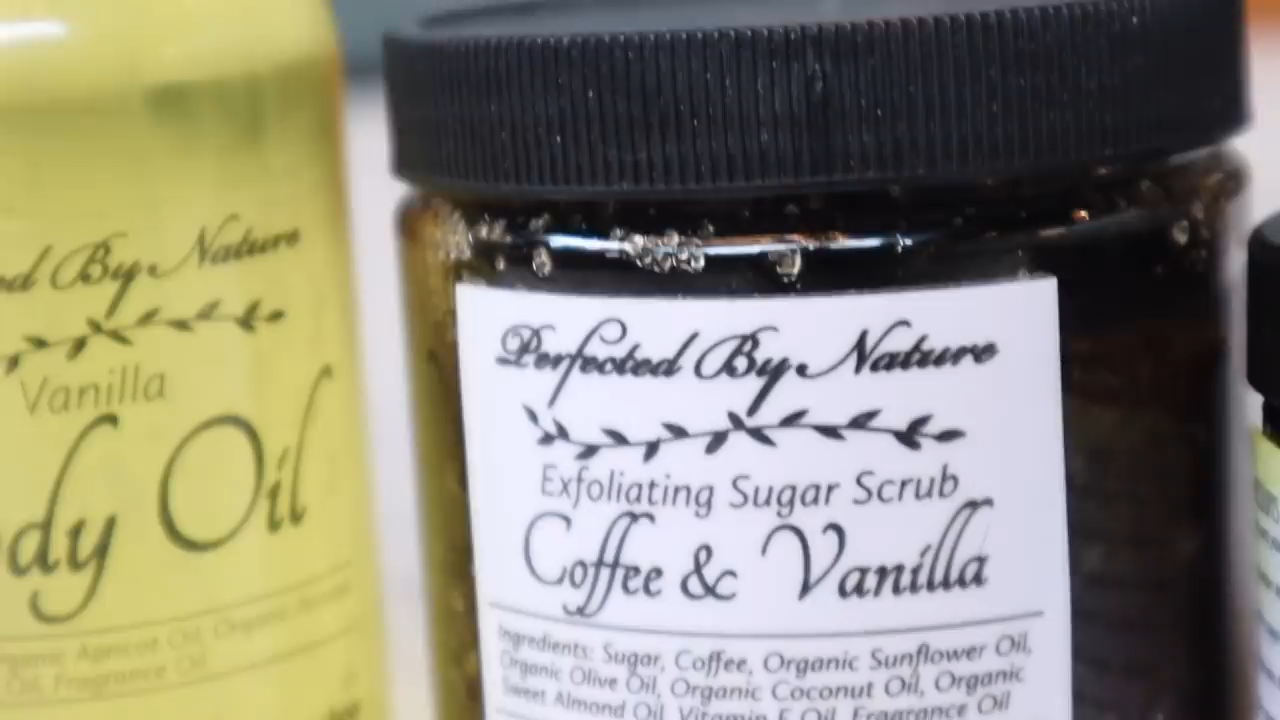 ed By Nature
Vanilla
dy Oil
Apricot Oil, Organic
Oil, Fragrance Oil
Perfected By Nature
Exfoliating Sugar Scrub
Coffee & Vanilla
Ingredients: Sugar, Coffee, Organic Sunflower Oil,
Organic Olive Oil, Organic Coconut Oil, Organic
Sweet Almond Oil, Vitamin E Oil, Fragrance Oil